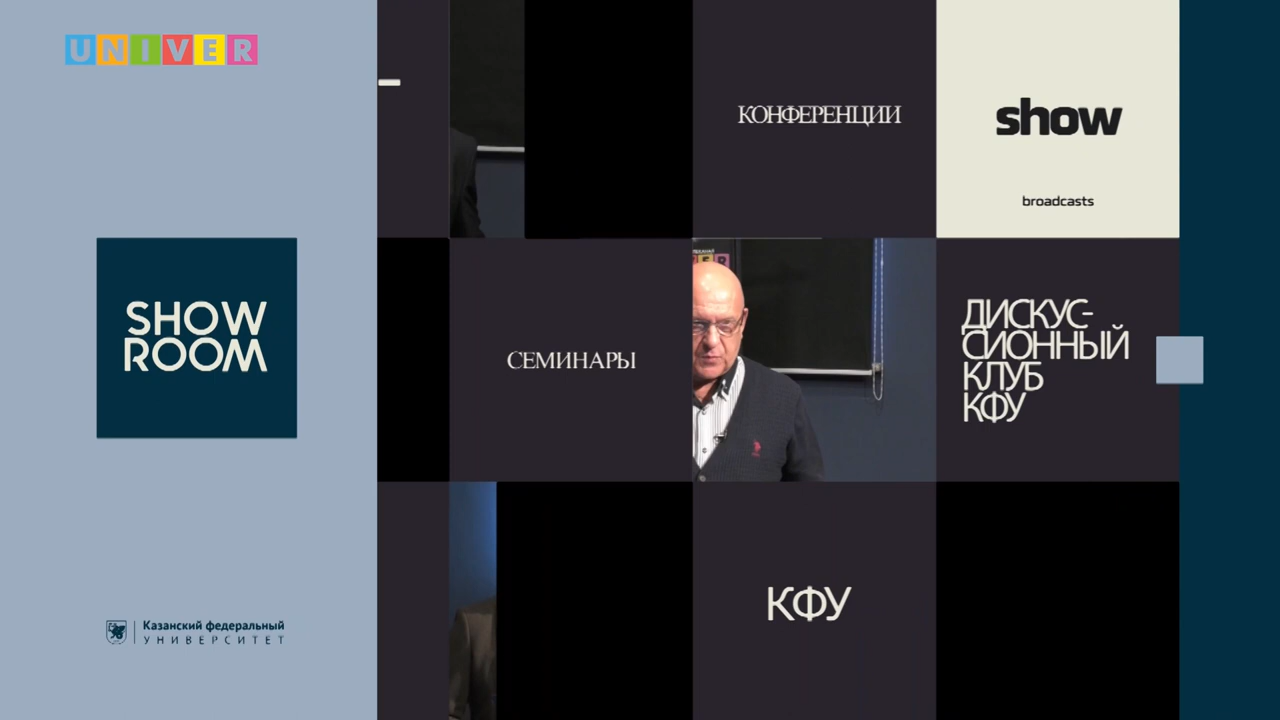 UNIVER
SHOW
ROOM
Казанский федеральный
УНИВЕРСИТЕТ
КОНФЕРЕНЦИИ
show
broadcasts
СЕМИНАРЫ
ДИСКУС-
СИОННЫЙ
КЛУБ
КФУ
КФУ